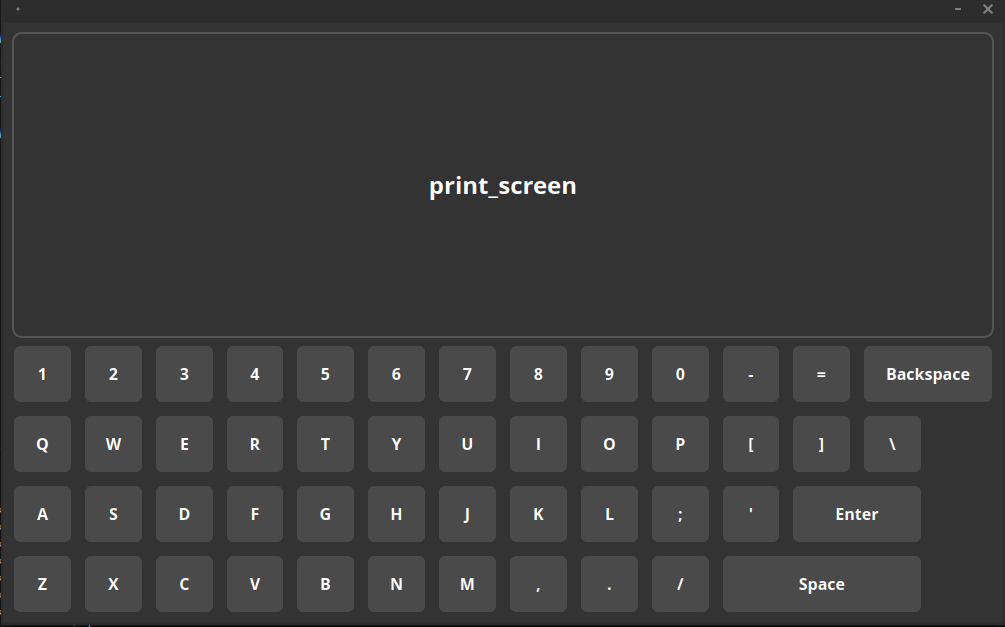 print_screen
1 2 3 4 5 6 7 8 9 0 - = Backspace
Q W E R T Y U I O P [ ] \
A S D F G H J K L ; ' Enter
Z X C V B N M , . / Space